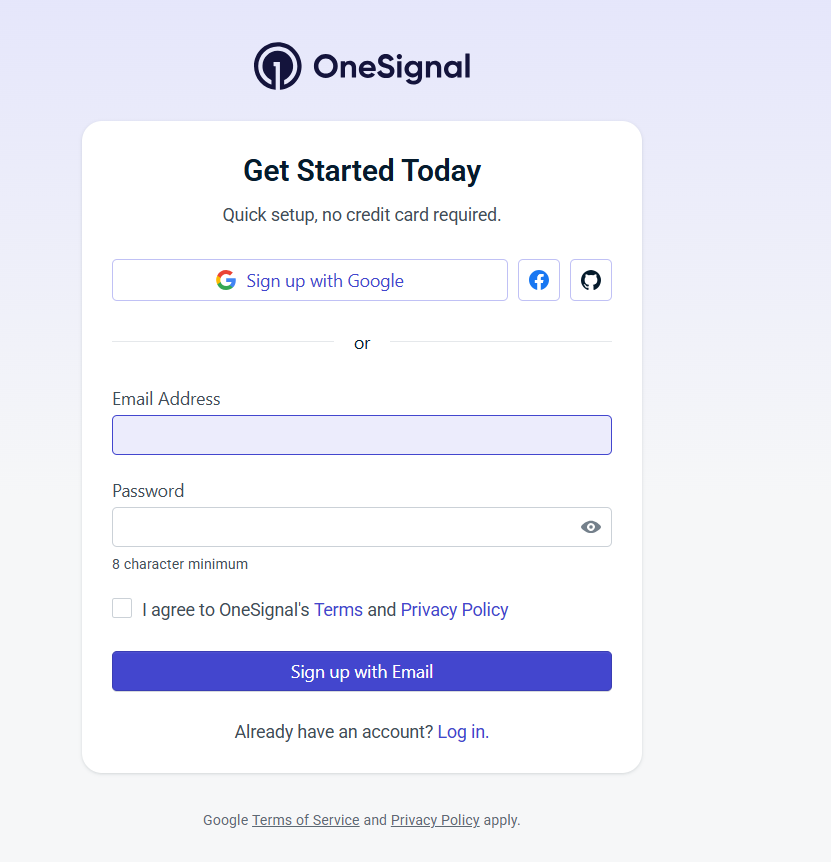 OneSignal
Get Started Today
Quick setup, no credit card required.
Sign up with Google
or
Email Address
Password
8 character minimum
I agree to OneSignal's Terms and Privacy Policy
Sign up with Email
Already have an account? Log in.
Google Terms of Service and Privacy Policy apply.